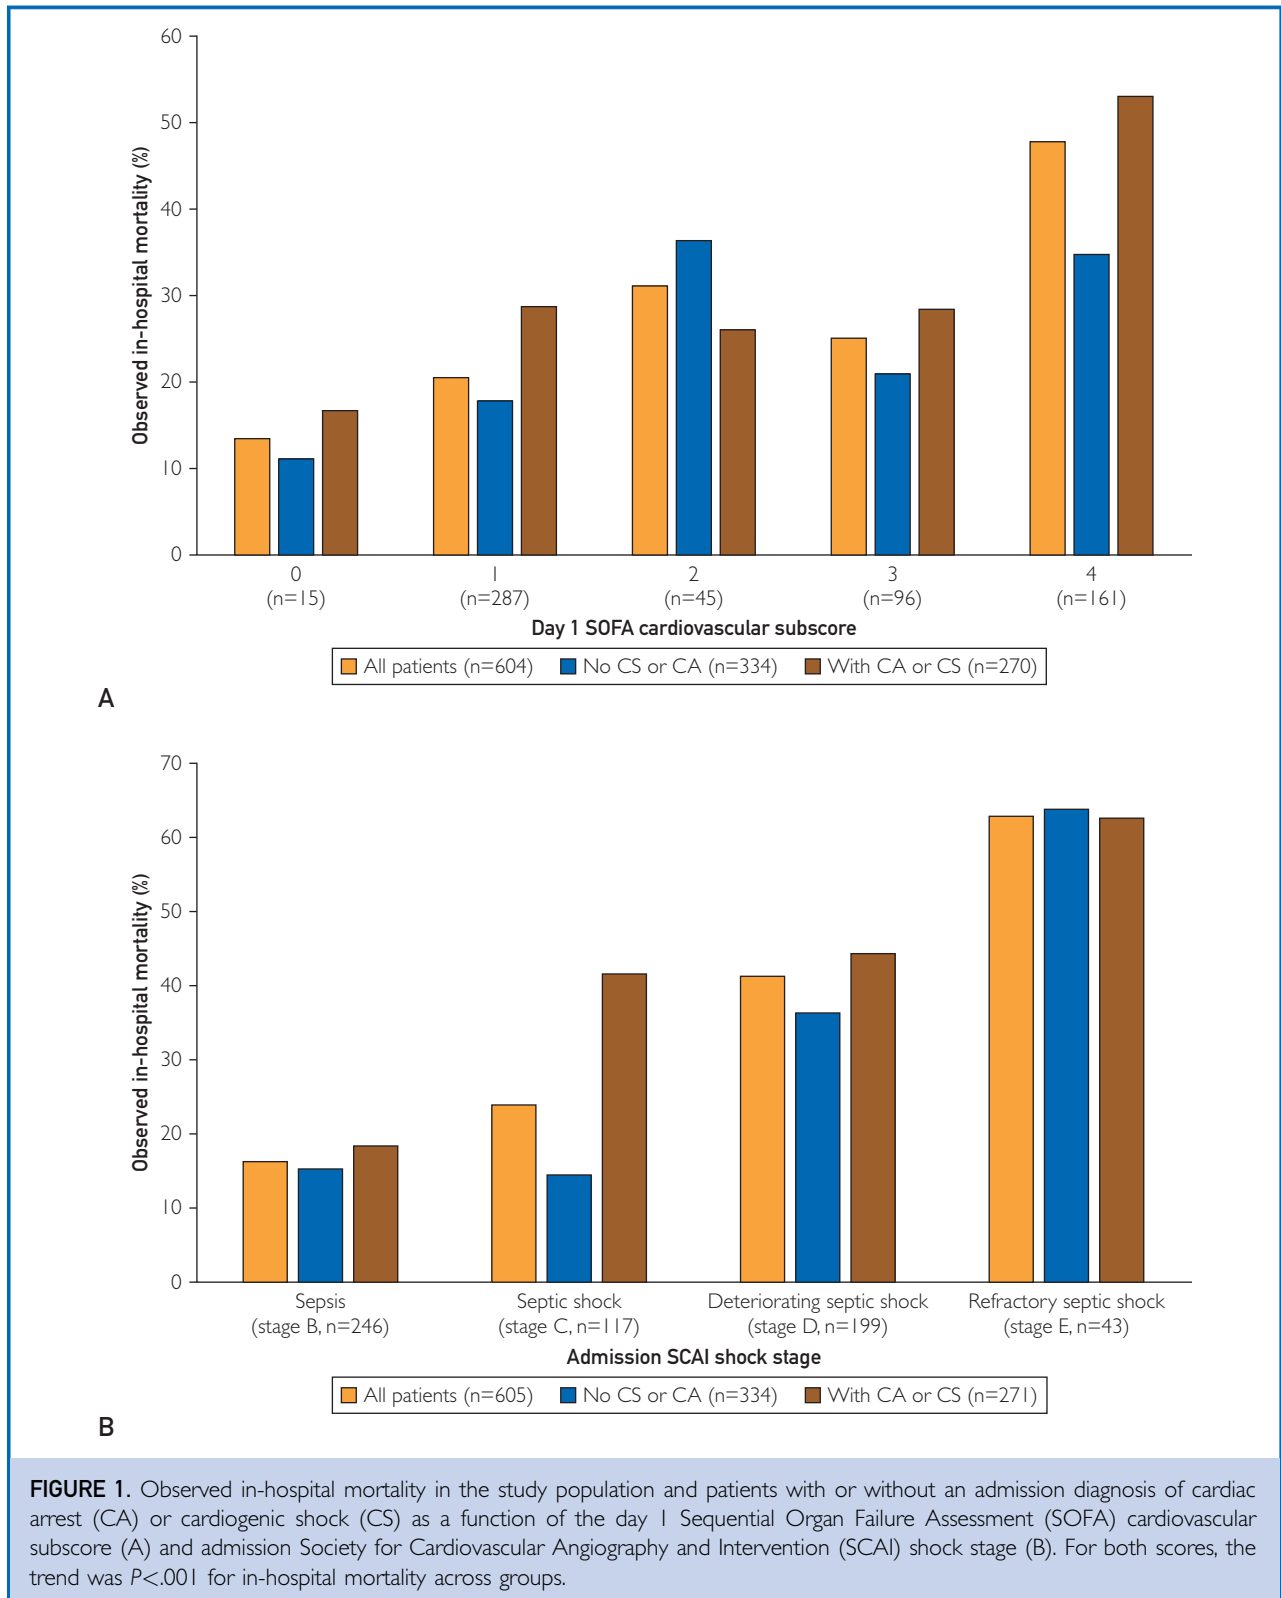 60
50
40
30
20
10
0
Observed in-hospital mortality (%)
0 1 2 3 4
(n=15) (n=287) (n=45) (n=96) (n=161)
Day 1 SOFA cardiovascular subscore
All patients (n=604) No CS or CA (n=334) With CA or CS (n=270)
A
70
60
50
40
30
20
10
0
Observed in-hospital mortality (%)
Sepsis Septic shock Deteriorating septic shock Refractory septic shock
(stage B, n=246) (stage C, n=117) (stage D, n=199) (stage E, n=43)
Admission SCAI shock stage
All patients (n=605) No CS or CA (n=334) With CA or CS (n=271)
B
FIGURE 1. Observed in-hospital mortality in the study population and patients with or without an admission diagnosis of cardiac
arrest (CA) or cardiogenic shock (CS) as a function of the day 1 Sequential Organ Failure Assessment (SOFA) cardiovascular
subscore (A) and admission Society for Cardiovascular Angiography and Intervention (SCAI) shock stage (B). For both scores, the
trend was P<.001 for in-hospital mortality across groups.